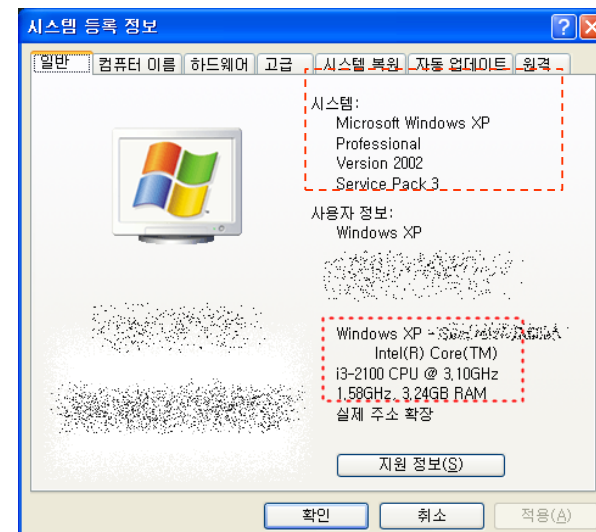 시스템 등록 정보
일반 컴퓨터 이름 하드웨어 고급 시스템 복원 자동 업데이트 원격
시스템:
Microsoft Windows XP
Professional
Version 2002
Service Pack 3
사용자 정보:
Windows XP
Windows XP -
Intel(R) Core(TM)
i3-2100 CPU @ 3,10GHz
1,58GHz, 3,24GB RAM
실제 주소 확장
지원 정보(S)
확인 취소 적용(A)